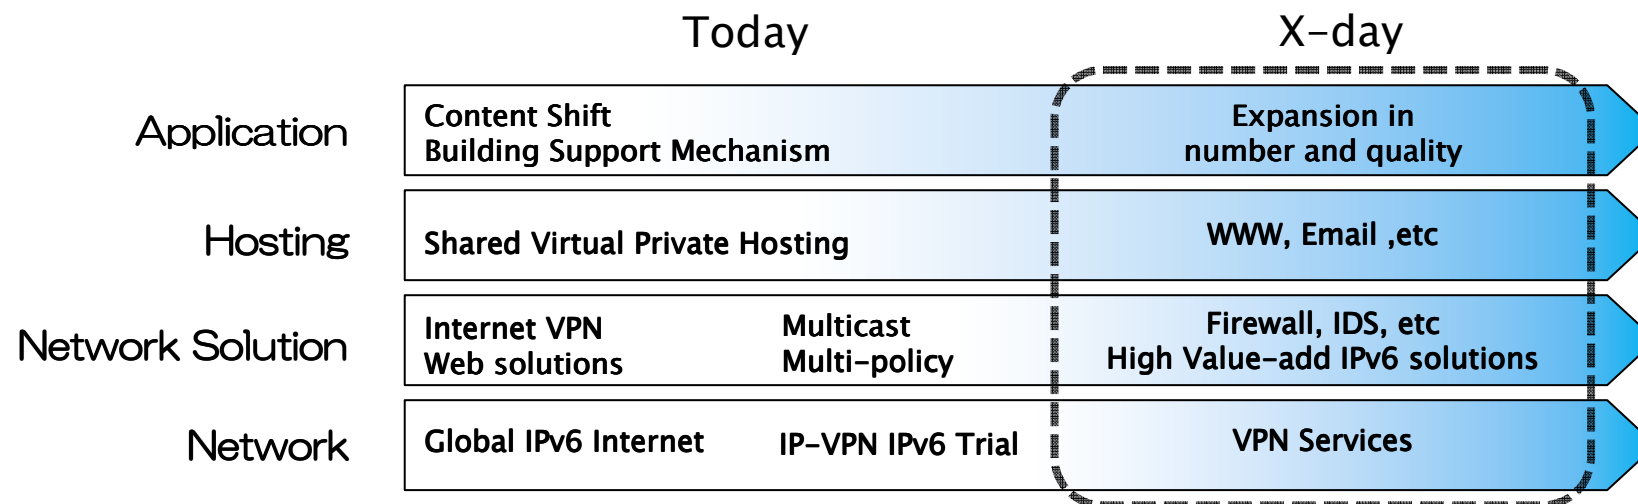 Today
X-day
Application
Content Shift
Building Support Mechanism
Expansion in
number and quality
Hosting
Shared Virtual Private Hosting
WWW, Email ,etc
Network Solution
Internet VPN
Web solutions
Multicast
Multi-policy
Firewall, IDS, etc
High Value-add IPv6 solutions
Network
Global IPv6 Internet
IP-VPN IPv6 Trial
VPN Services